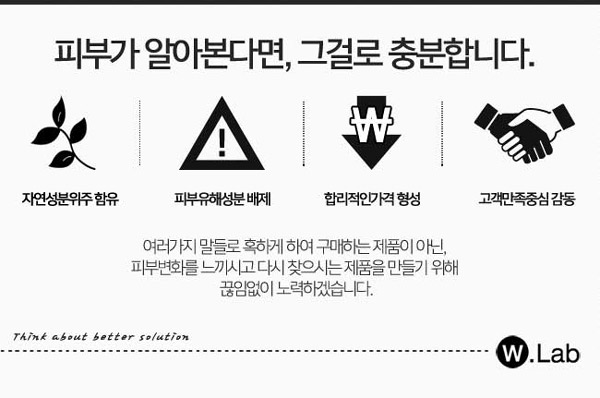 피부가 알아본다면, 그걸로 충분합니다.
자연성분위주 함유
피부유해성분 배제
합리적인가격 형성
고객만족중심 감동
여러가지 말들로 혹하게 하여 구매하는 제품이 아닌,
피부변화를 느끼시고 다시 찾으시는 제품을 만들기 위해
끊임없이 노력하겠습니다.
Think about better solution
W.Lab